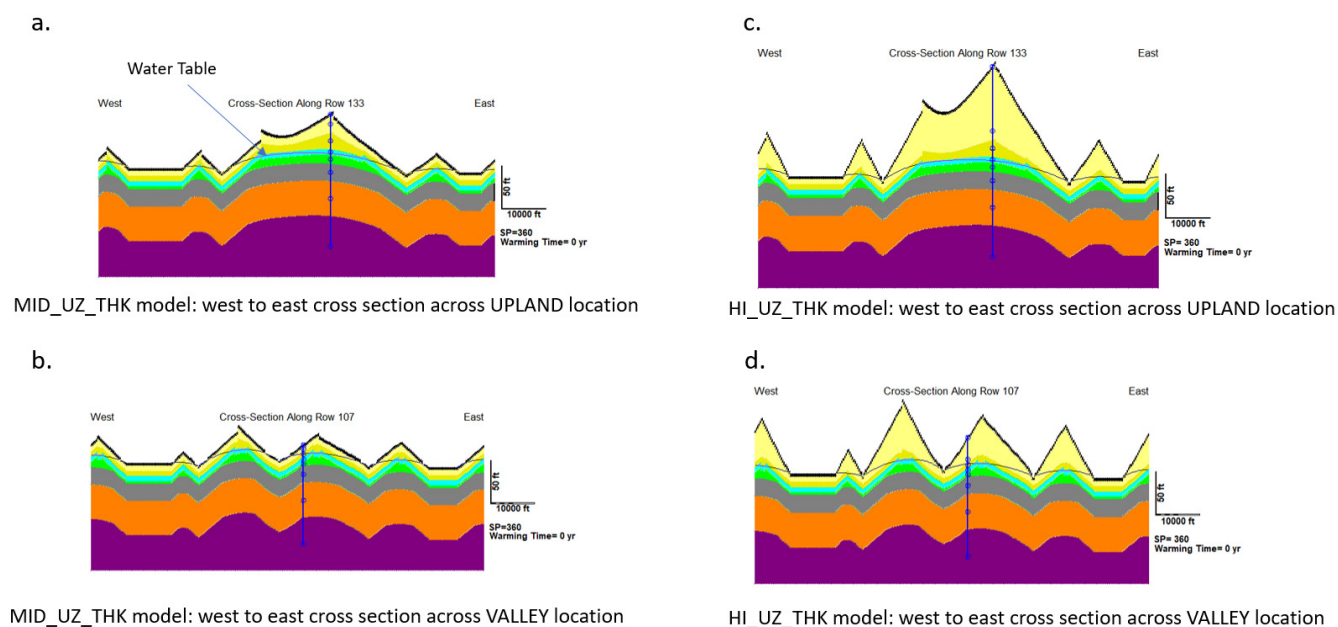 a.
Water Table
West
Cross-Section Along Row 133
East
50 ft
10000 ft
SP=360
Warming Time= 0 yr
MID_UZ_THK model: west to east cross section across UPLAND location
b.
West
Cross-Section Along Row 107
East
50 ft
10000 ft
SP=360
Warming Time= 0 yr
MID_UZ_THK model: west to east cross section across VALLEY location
c.
West
Cross-Section Along Row 133
East
50 ft
10000 ft
SP= 360
Warming Time= 0 yr
HI_UZ_THK model: west to east cross section across UPLAND location
d.
West
Cross-Section Along Row 107
East
50 ft
10000 ft
SP= 360
Warming Time= 0 yr
HI_UZ_THK model: west to east cross section across VALLEY location